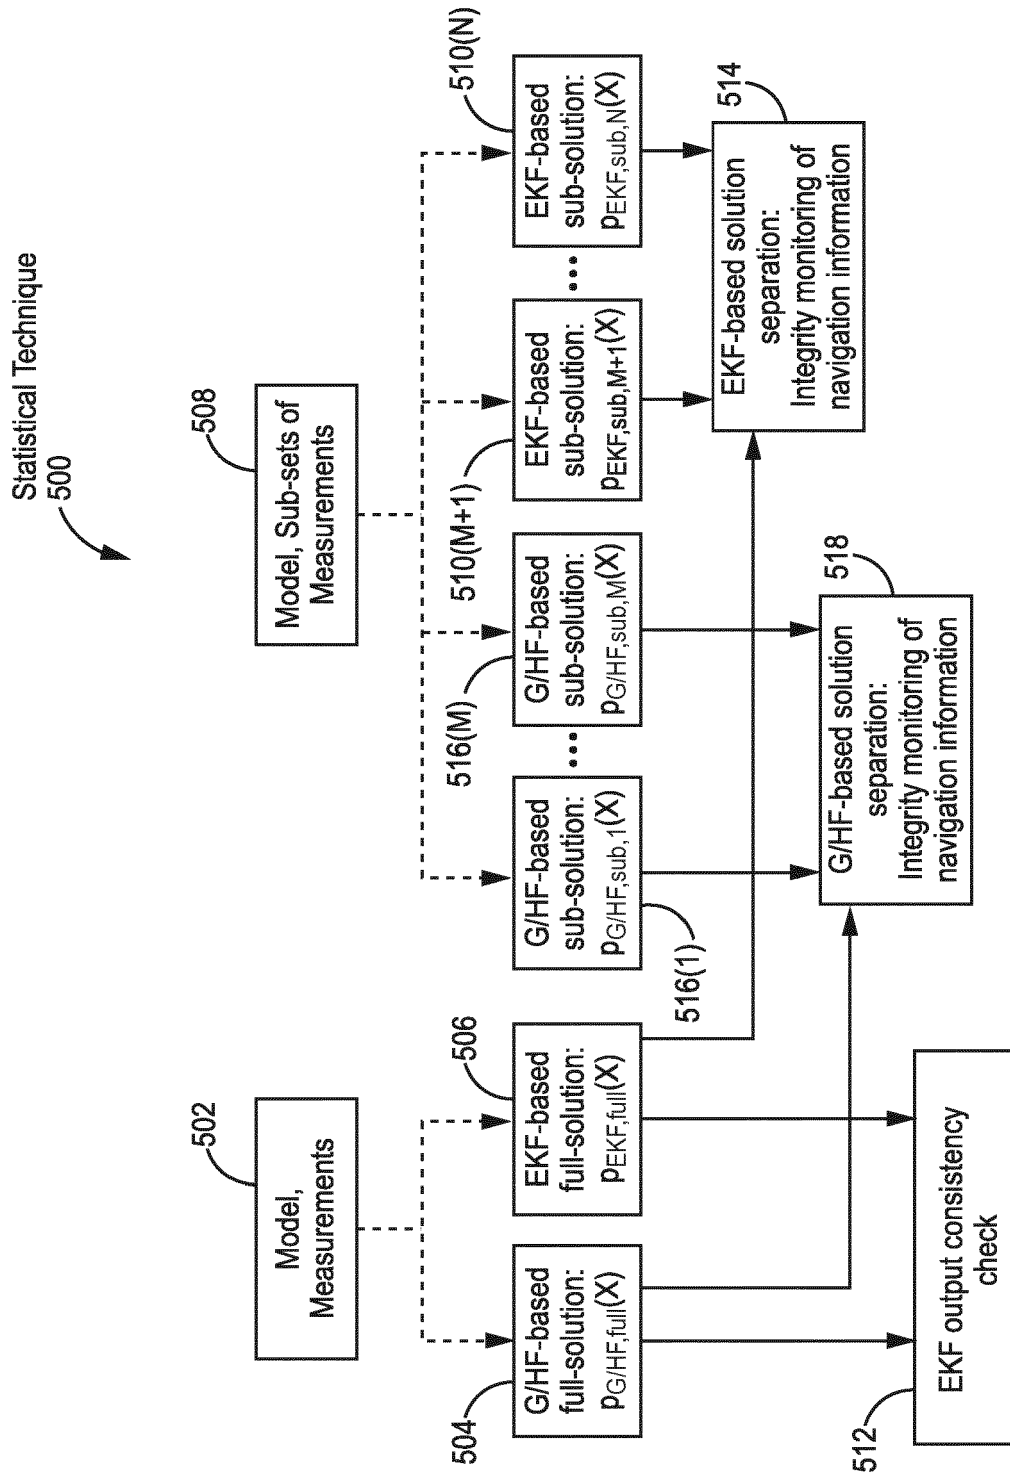 Statistical Technique
500
502
Model,
Measurements
508
Model, Sub-sets of
Measurements
504
G/HF-based
full-solution:
pG/HF,full(X)
506
EKF-based
full-solution:
pEKF,full(X)
516(1)
G/HF-based
sub-solution:
pG/HF,sub,1(X)
516(M)
G/HF-based
sub-solution:
pG/HF,sub,M(X)
510(M+1)
EKF-based
sub-solution:
pEKF,sub,M+1(X)
510(N)
EKF-based
sub-solution:
pEKF,sub,N(X)
514
EKF-based solution
separation:
Integrity monitoring of
navigation information
518
G/HF-based solution
separation:
Integrity monitoring of
navigation information
512
EKF output consistency
check